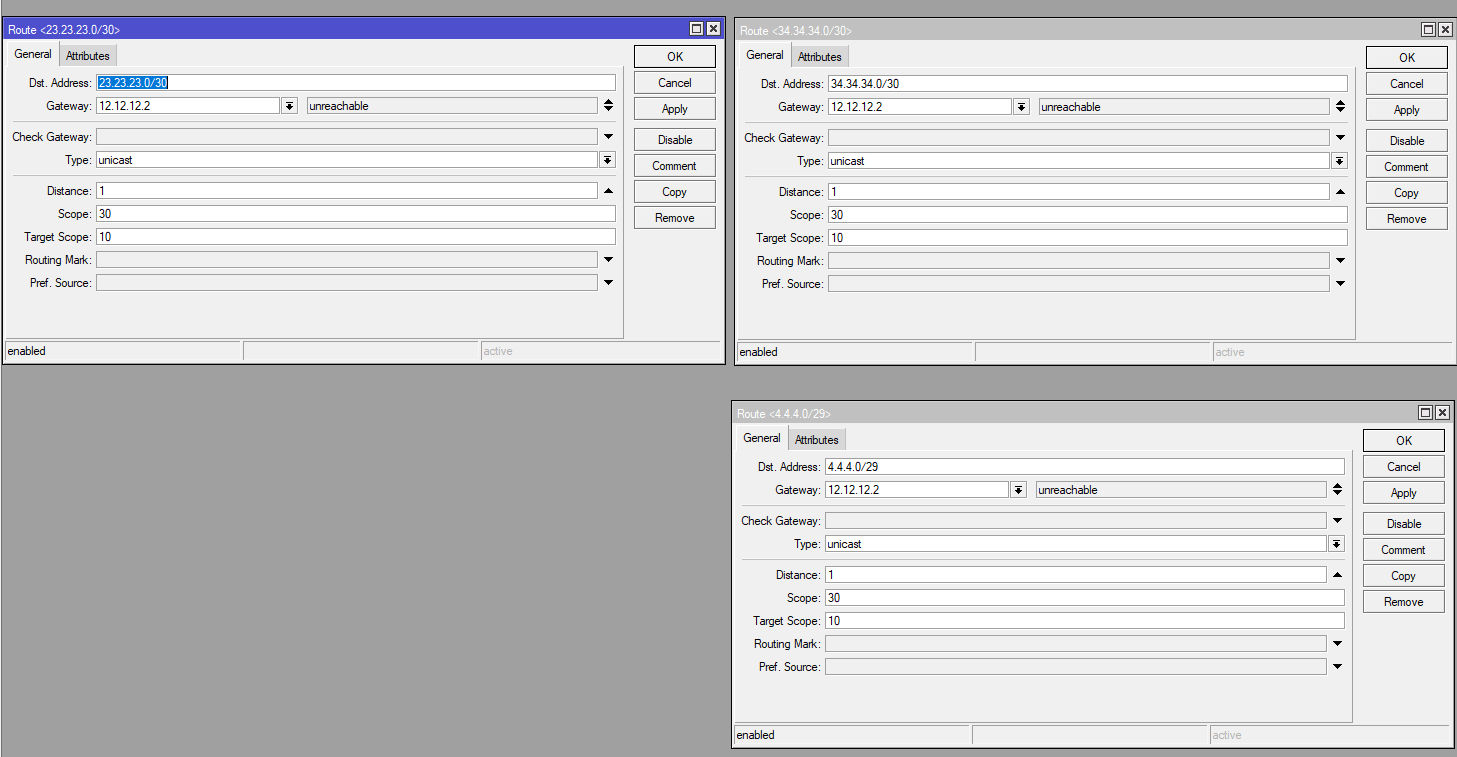 Route <23.23.23.0/30>
General Attributes
Dst. Address: 23.23.23.0/30
Gateway: 12.12.12.2 unreachable
Check Gateway:
Type: unicast
Distance: 1
Scope: 30
Target Scope: 10
Routing Mark:
Pref. Source:
OK
Cancel
Apply
Disable
Comment
Copy
Remove
enabled active
Route <34.34.34.0/30>
General Attributes
Dst. Address: 34.34.34.0/30
Gateway: 12.12.12.2 unreachable
Check Gateway:
Type: unicast
Distance: 1
Scope: 30
Target Scope: 10
Routing Mark:
Pref. Source:
OK
Cancel
Apply
Disable
Comment
Copy
Remove
enabled active
Route <4.4.4.0/29>
General Attributes
Dst. Address: 4.4.4.0/29
Gateway: 12.12.12.2 unreachable
Check Gateway:
Type: unicast
Distance: 1
Scope: 30
Target Scope: 10
Routing Mark:
Pref. Source:
OK
Cancel
Apply
Disable
Comment
Copy
Remove
enabled active